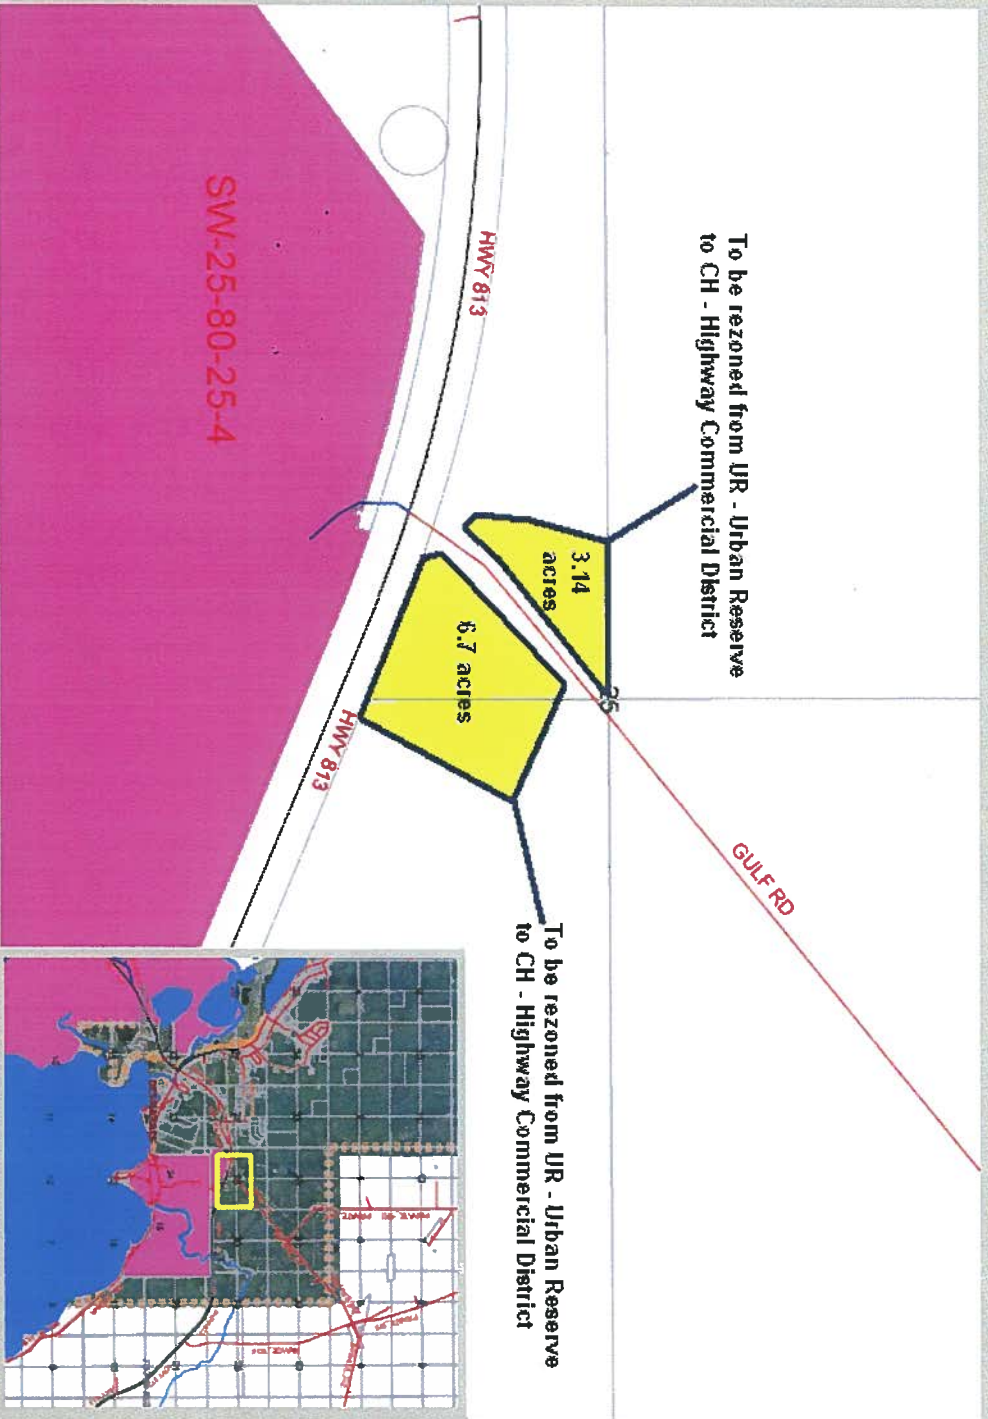 To be rezoned from UR - Urban Reserve
to CH - Highway Commercial District
GULF RD
25
3.14
acres
6.7 acres
HWY 813
HWY 813
SW-25-80-25-4
To be rezoned from UR - Urban Reserve
to CH - Highway Commercial District